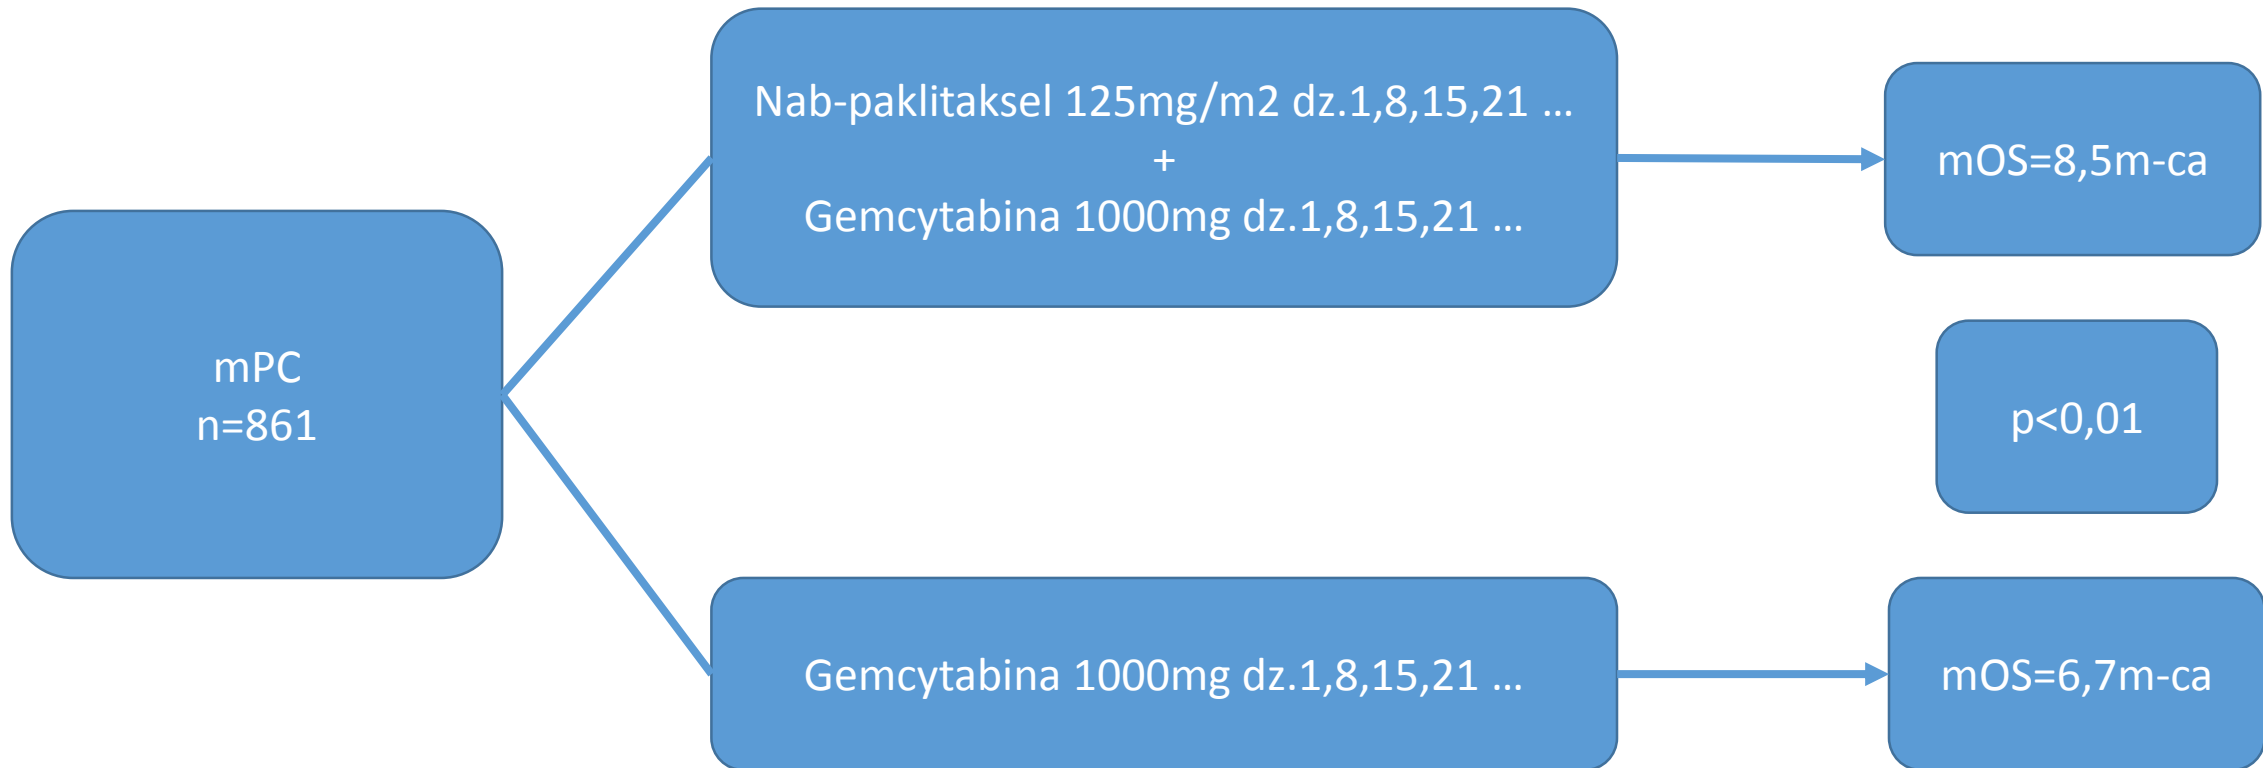 mPC
n=861
Nab-paklitaksel 125mg/m2 dz.1,8,15,21 ...
+
Gemcytabina 1000mg dz.1,8,15,21 ...
mOS=8,5m-ca
p<0,01
Gemcytabina 1000mg dz.1,8,15,21 ...
mOS=6,7m-ca